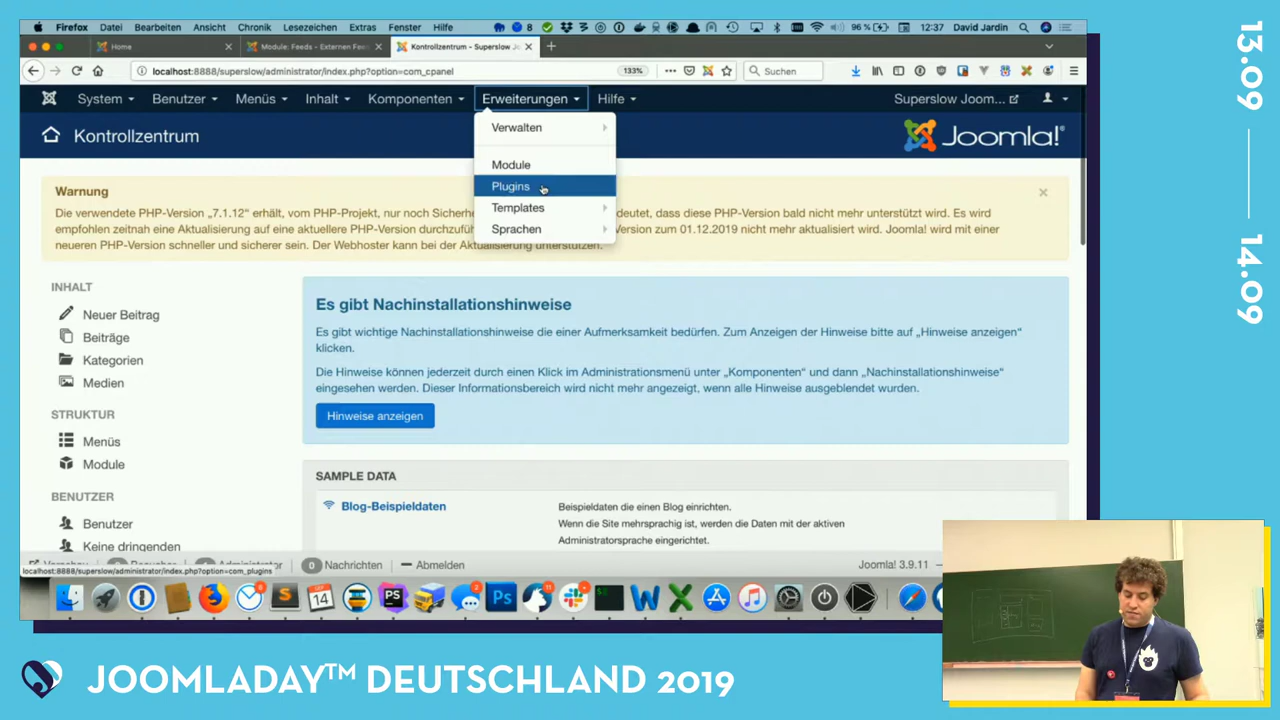 Firefox Datei Bearbeiten Ansicht Chronik Lesezeichen Extras Fenster Hilfe 8 96 % 12:37 David Jardin
Home
Module: Feeds - Externen Fee
Kontrollzentrum - Superslow Jo
localhost:8888/superslow/administrator/index.php?option=com_cpanel 133% Suchen
System Benutzer Menüs Inhalt Komponenten Erweiterungen Hilfe Superslow Joom...
Kontrollzentrum
Joomla!®
Verwalten
Module
Plugins
Templates
Sprachen
Warnung
Die verwendete PHP-Version „7.1.12" erhält, vom PHP-Projekt, nur noch Sicherhe deutet, dass diese PHP-Version bald nicht mehr unterstützt wird. Es wird
empfohlen zeitnah eine Aktualisierung auf eine aktuellere PHP-Version durchzufü Version zum 01.12.2019 nicht mehr aktualisiert wird. Joomla! wird mit einer
neueren PHP-Version schneller und sicherer sein. Der Webhoster kann bei der Aktualisierung unterstützen.
INHALT
Neuer Beitrag
Beiträge
Kategorien
Medien
STRUKTUR
Menüs
Module
BENUTZER
Benutzer
Keine dringenden
Es gibt Nachinstallationshinweise
Es gibt wichtige Nachinstallationshinweise die einer Aufmerksamkeit bedürfen. Zum Anzeigen der Hinweise bitte auf „Hinweise anzeigen"
klicken.
Die Hinweise können jederzeit durch einen Klick im Administrationsmenü unter „Komponenten" und dann „Nachinstallationshinweise"
eingesehen werden. Dieser Informationsbereich wird nicht mehr angezeigt, wenn alle Hinweise ausgeblendet wurden.
Hinweise anzeigen
SAMPLE DATA
Blog-Beispieldaten
Beispieldaten die einen Blog einrichten.
Wenn die Site mehrsprachig ist, werden die Daten mit der aktiven
Administratorsprache eingerichtet.
0 Nachrichten Abmelden Joomla! 3.9.11
localhost:8888/superslow/administrator/index.php?option=com_plugins
14
JOOMLADAY™ DEUTSCHLAND 2019
13.09
14.09